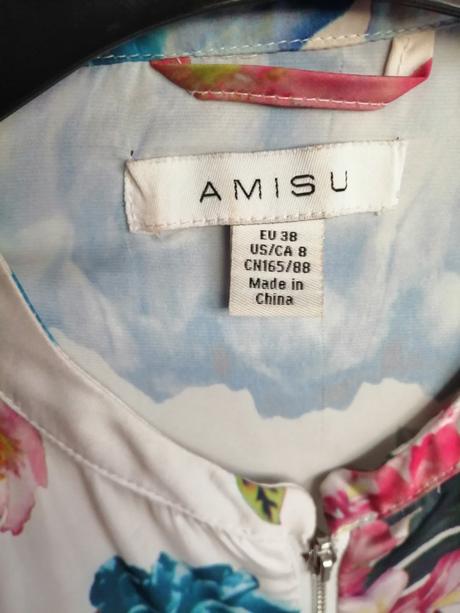 AMISU
EU 38
US/CA 8
CN165/88
Made in
China